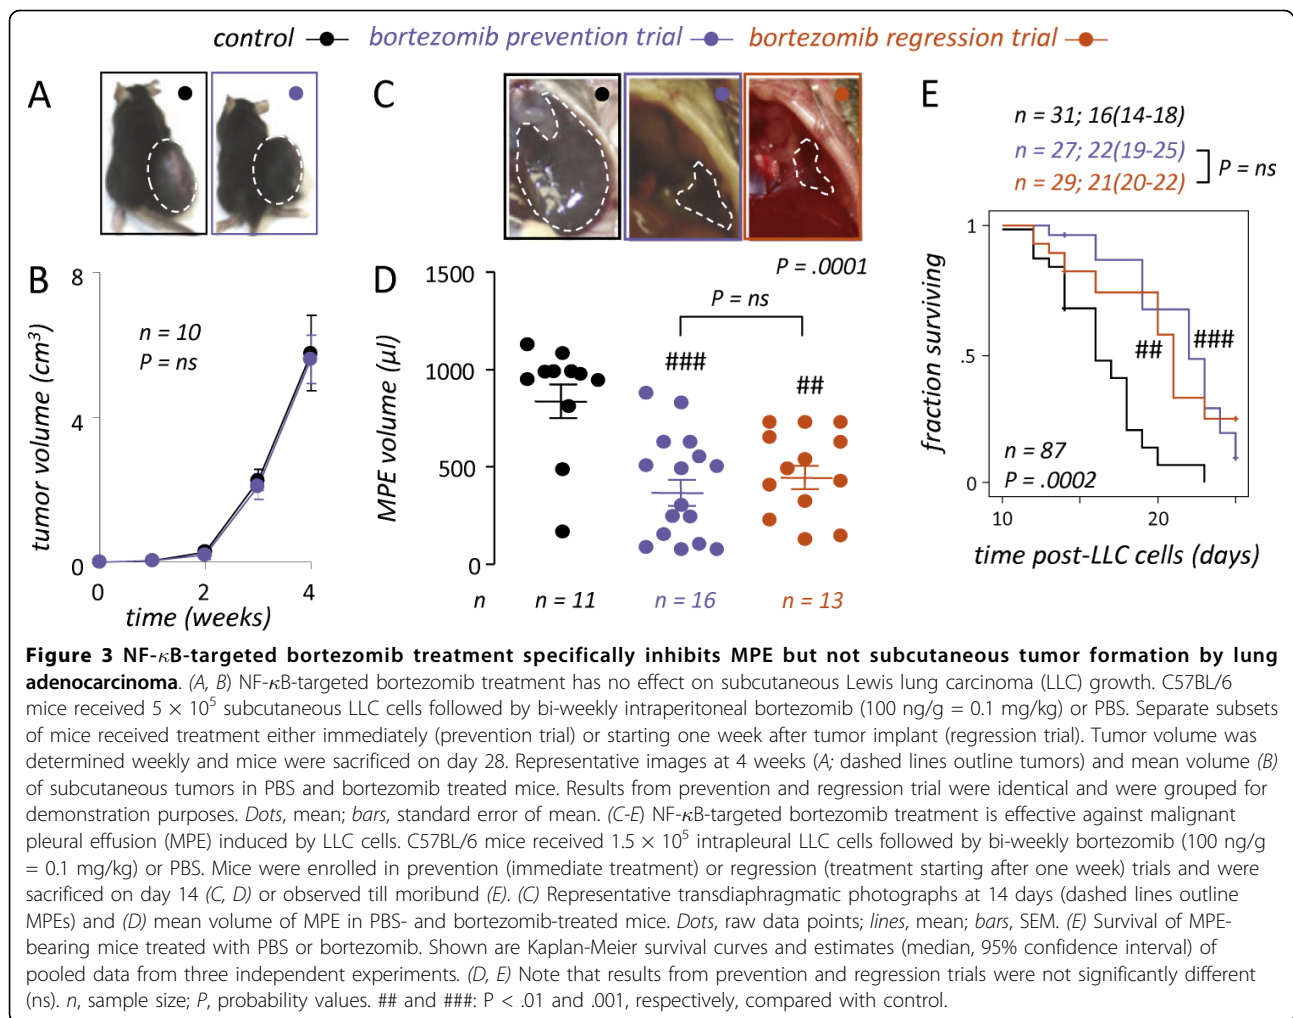 control
bortezomib prevention trial
bortezomib regression trial
A
C
E
n = 31; 16(14-18)
n = 27; 22(19-25)
n = 29; 21(20-22)
P = ns
B
8
4
0
tumor volume (cm³)
n = 10
P = ns
0
2
4
time (weeks)
D
P = .0001
P = ns
1500
1000
500
0
MPE volume (µl)
###
##
n
n = 11
n = 16
n = 13
1
.5
0
fraction surviving
##
###
n = 87
P = .0002
10
20
time post-LLC cells (days)
Figure 3 NF-κB-targeted bortezomib treatment specifically inhibits MPE but not subcutaneous tumor formation by lung
adenocarcinoma. (A, B) NF-κB-targeted bortezomib treatment has no effect on subcutaneous Lewis lung carcinoma (LLC) growth. C57BL/6
mice received 5 × 10⁵ subcutaneous LLC cells followed by bi-weekly intraperitoneal bortezomib (100 ng/g = 0.1 mg/kg) or PBS. Separate subsets
of mice received treatment either immediately (prevention trial) or starting one week after tumor implant (regression trial). Tumor volume was
determined weekly and mice were sacrificed on day 28. Representative images at 4 weeks (A; dashed lines outline tumors) and mean volume (B)
of subcutaneous tumors in PBS and bortezomib treated mice. Results from prevention and regression trial were identical and were grouped for
demonstration purposes. Dots, mean; bars, standard error of mean. (C-E) NF-κB-targeted bortezomib treatment is effective against malignant
pleural effusion (MPE) induced by LLC cells. C57BL/6 mice received 1.5 × 10⁵ intrapleural LLC cells followed by bi-weekly bortezomib (100 ng/g
= 0.1 mg/kg) or PBS. Mice were enrolled in prevention (immediate treatment) or regression (treatment starting after one week) trials and were
sacrificed on day 14 (C, D) or observed till moribund (E). (C) Representative transdiaphragmatic photographs at 14 days (dashed lines outline
MPEs) and (D) mean volume of MPE in PBS- and bortezomib-treated mice. Dots, raw data points; lines, mean; bars, SEM. (E) Survival of MPE-
bearing mice treated with PBS or bortezomib. Shown are Kaplan-Meier survival curves and estimates (median, 95% confidence interval) of
pooled data from three independent experiments. (D, E) Note that results from prevention and regression trials were not significantly different
(ns). n, sample size; P, probability values. ## and ###: P < .01 and .001, respectively, compared with control.